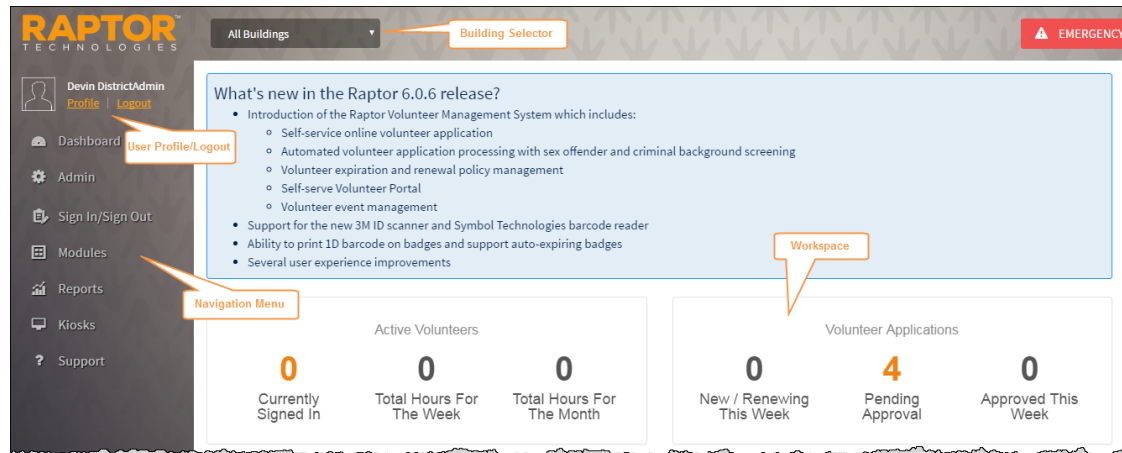 RAPTOR™
TECHNOLOGIES
All Buildings
Building Selector
EMERGENCY
Devin DistrictAdmin
Profile | Logout
User Profile/Logout
Dashboard
Admin
Sign In/Sign Out
Modules
Navigation Menu
Reports
Kiosks
Support
What's new in the Raptor 6.0.6 release?
• Introduction of the Raptor Volunteer Management System which includes:
◦ Self-service online volunteer application
◦ Automated volunteer application processing with sex offender and criminal background screening
◦ Volunteer expiration and renewal policy management
◦ Self-serve Volunteer Portal
◦ Volunteer event management
• Support for the new 3M ID scanner and Symbol Technologies barcode reader
• Ability to print 1D barcode on badges and support auto-expiring badges
• Several user experience improvements
Workspace
Active Volunteers
0
Currently
Signed In
0
Total Hours For
The Week
0
Total Hours For
The Month
Volunteer Applications
0
New / Renewing
This Week
4
Pending
Approval
0
Approved This
Week